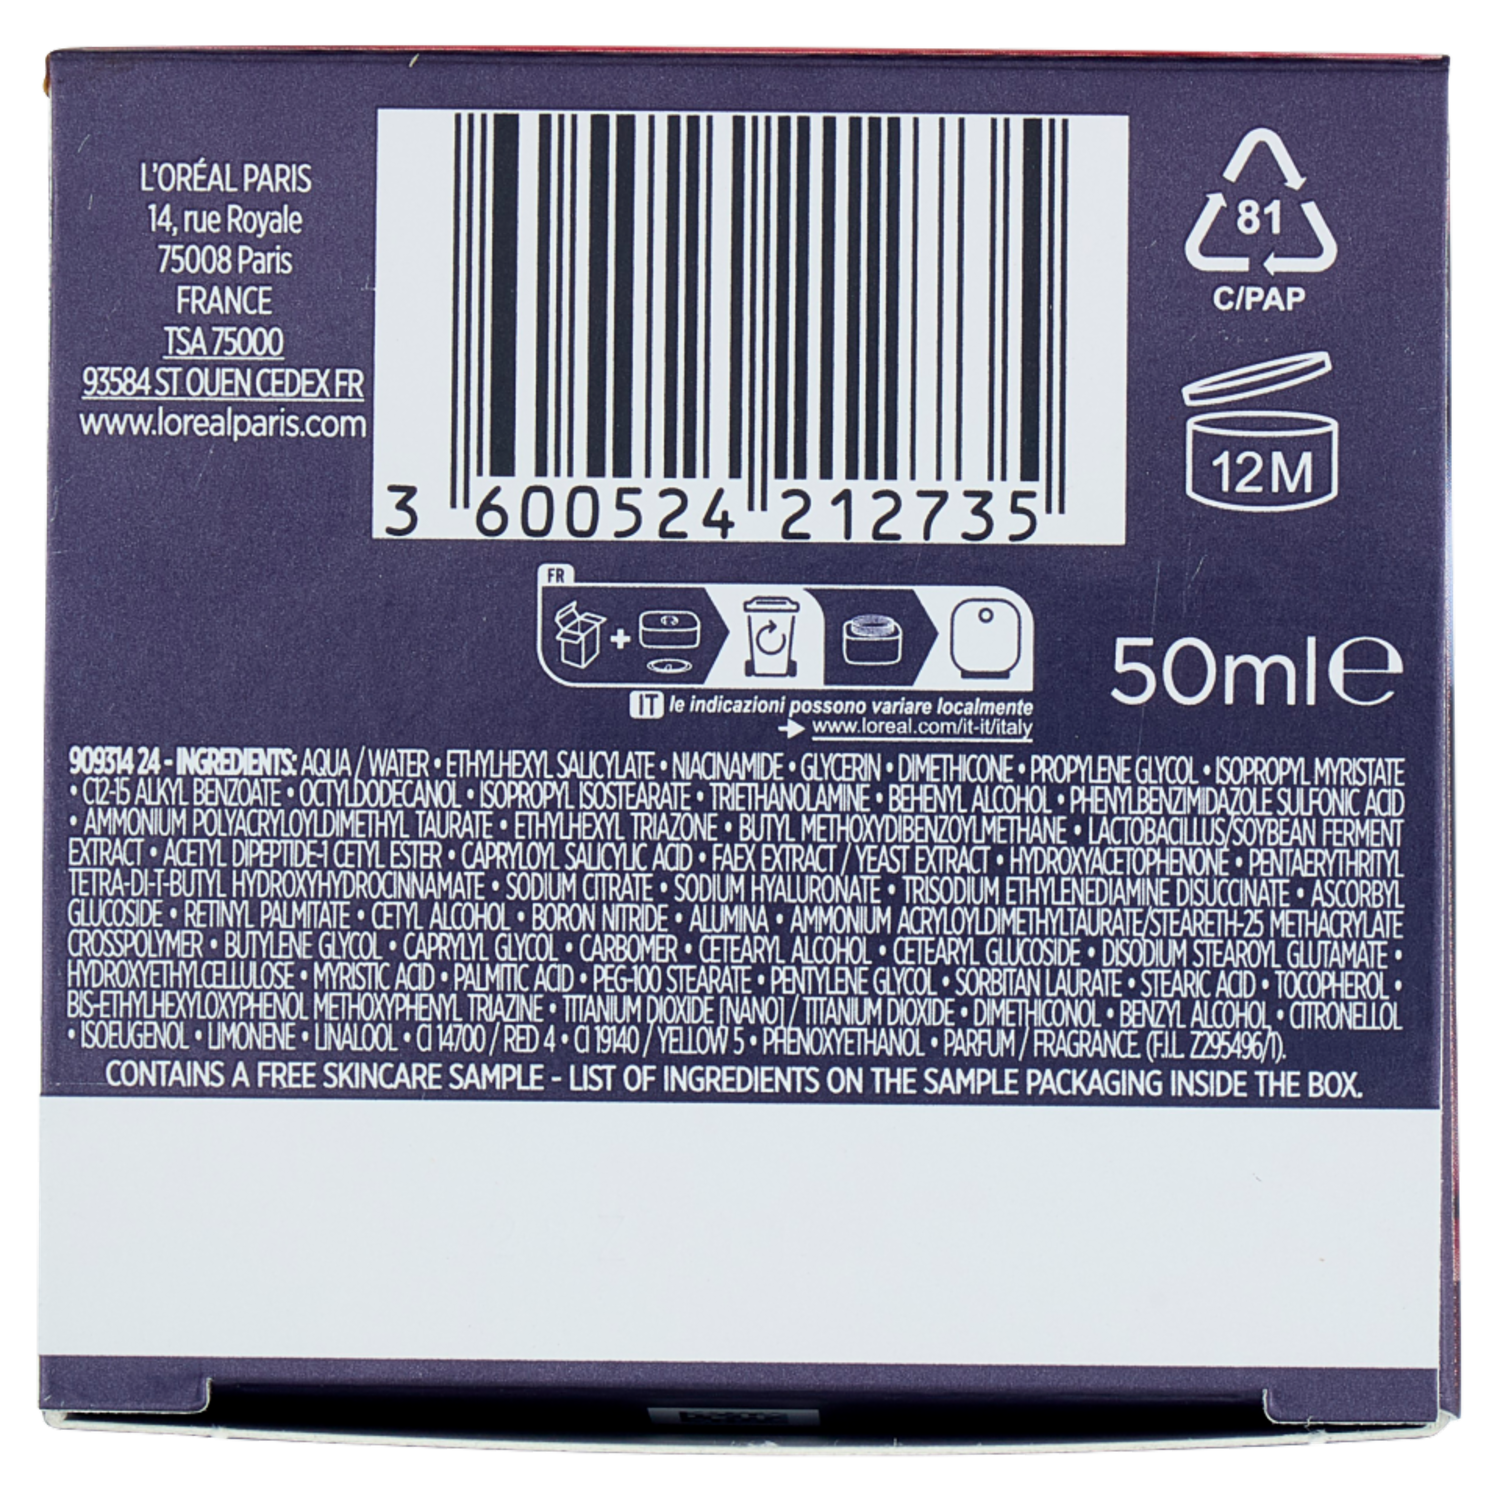 L'ORÉAL PARIS
14, rue Royale
75008 Paris
FRANCE
TSA 75000
93584 ST OUEN CEDEX FR
www.lorealparis.com
3 600524 212735
81
C/PAP
12M
FR
IT le indicazioni possono variare localmente
www.loreal.com/it-it/italy
50ml e
909314 24 - INGREDIENTS: AQUA / WATER • ETHYLHEXYL SALICYLATE • NIACINAMIDE • GLYCERIN • DIMETHICONE • PROPYLENE GLYCOL • ISOPROPYL MYRISTATE
• C12-15 ALKYL BENZOATE • OCTYLDODECANOL • ISOPROPYL ISOSTEARATE • TRIETHANOLAMINE • BEHENYL ALCOHOL • PHENYLBENZIMIDAZOLE SULFONIC ACID
• AMMONIUM POLYACRYLOYLDIMETHYL TAURATE • ETHYLHEXYL TRIAZONE • BUTYL METHOXYDIBENZOYLMETHANE • LACTOBACILLUS/SOYBEAN FERMENT
EXTRACT • ACETYL DIPEPTIDE-1 CETYL ESTER • CAPRYLOYL SALICYLIC ACID • FAEX EXTRACT / YEAST EXTRACT • HYDROXYACETOPHENONE • PENTAERYTHRITYL
TETRA-DI-T-BUTYL HYDROXYHYDROCINNAMATE • SODIUM CITRATE • SODIUM HYALURONATE • TRISODIUM ETHYLENEDIAMINE DISUCCINATE • ASCORBYL
GLUCOSIDE • RETINYL PALMITATE • CETYL ALCOHOL • BORON NITRIDE • ALUMINA • AMMONIUM ACRYLOYLDIMETHYLTAURATE/STEARETH-25 METHACRYLATE
CROSSPOLYMER • BUTYLENE GLYCOL • CAPRYLYL GLYCOL • CARBOMER • CETEARYL ALCOHOL • CETEARYL GLUCOSIDE • DISODIUM STEAROYL GLUTAMATE •
HYDROXYETHYLCELLULOSE • MYRISTIC ACID • PALMITIC ACID • PEG-100 STEARATE • PENTYLENE GLYCOL • SORBITAN LAURATE • STEARIC ACID • TOCOPHEROL •
BIS-ETHYLHEXYLOXYPHENOL METHOXYPHENYL TRIAZINE • TITANIUM DIOXIDE [NANO] / TITANIUM DIOXIDE • DIMETHICONOL • BENZYL ALCOHOL • CITRONELLOL
• ISOEUGENOL • LIMONENE • LINALOOL • CI 14700 / RED 4 • CI 19140 / YELLOW 5 • PHENOXYETHANOL • PARFUM / FRAGRANCE. (F.I.L. Z295496/1).
CONTAINS A FREE SKINCARE SAMPLE - LIST OF INGREDIENTS ON THE SAMPLE PACKAGING INSIDE THE BOX.